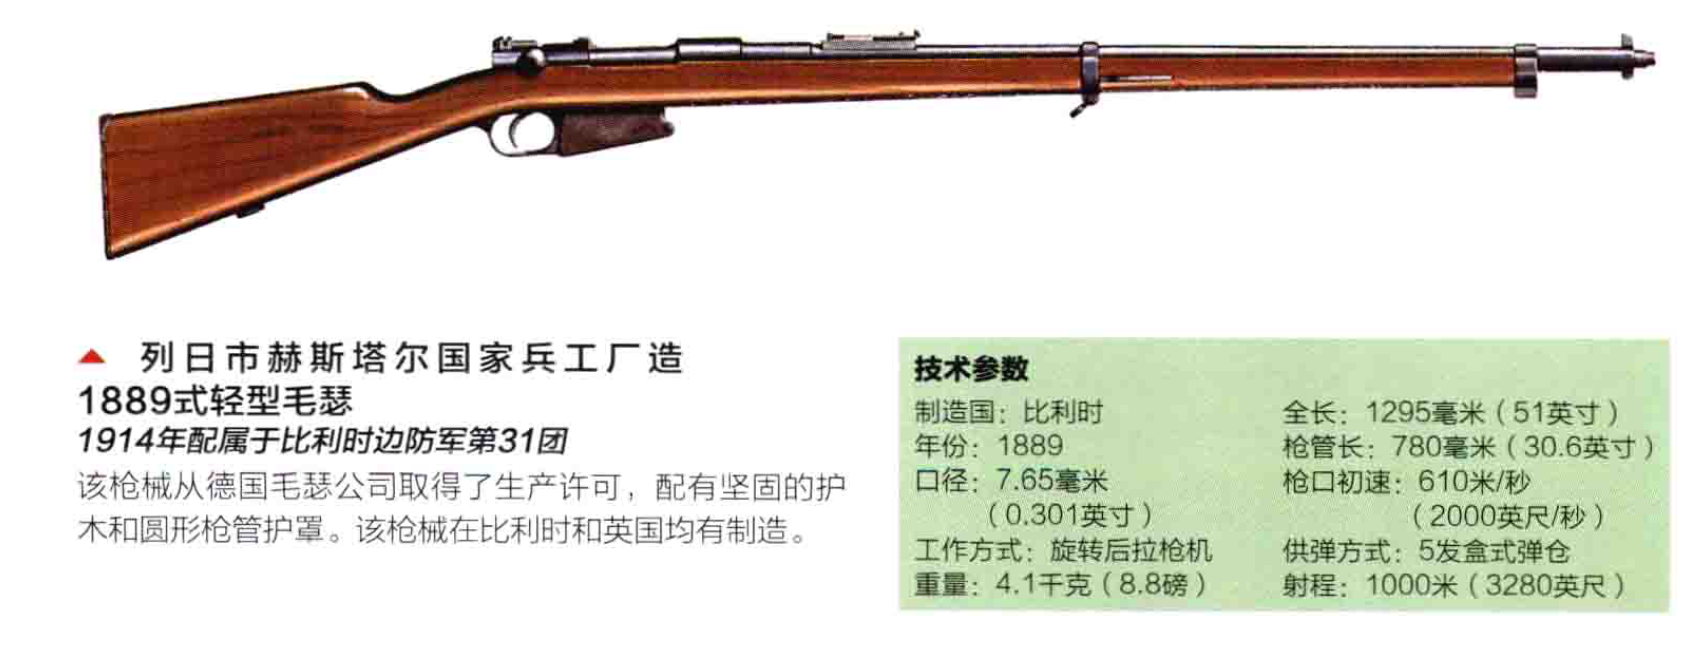 ▲ 列日市赫斯塔尔国家兵工厂造
1889式轻型毛瑟
1914年配属于比利时边防军第31团
该枪械从德国毛瑟公司取得了生产许可，配有坚固的护
木和圆形枪管护罩。该枪械在比利时和英国均有制造。
技术参数
制造国：比利时
年份：1889
口径：7.65毫米
（0.301英寸）
工作方式：旋转后拉枪机
重量：4.1千克（8.8磅）
全长：1295毫米（51英寸）
枪管长：780毫米（30.6英寸）
枪口初速：610米/秒
（2000英尺/秒）
供弹方式：5发盒式弹仓
射程：1000米（3280英尺）